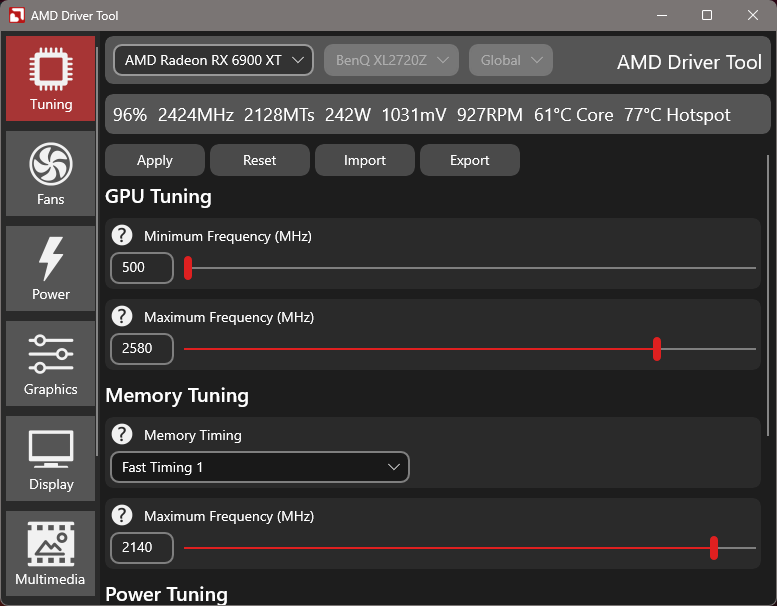 AMD Driver Tool
Tuning
Fans
Power
Graphics
Display
Multimedia
AMD Radeon RX 6900 XT BenQ XL2720Z Global AMD Driver Tool
96% 2424MHz 2128MTs 242W 1031mV 927RPM 61°C Core 77°C Hotspot
Apply Reset Import Export
GPU Tuning
? Minimum Frequency (MHz)
500
? Maximum Frequency (MHz)
2580
Memory Tuning
? Memory Timing
Fast Timing 1
? Maximum Frequency (MHz)
2140
Power Tuning